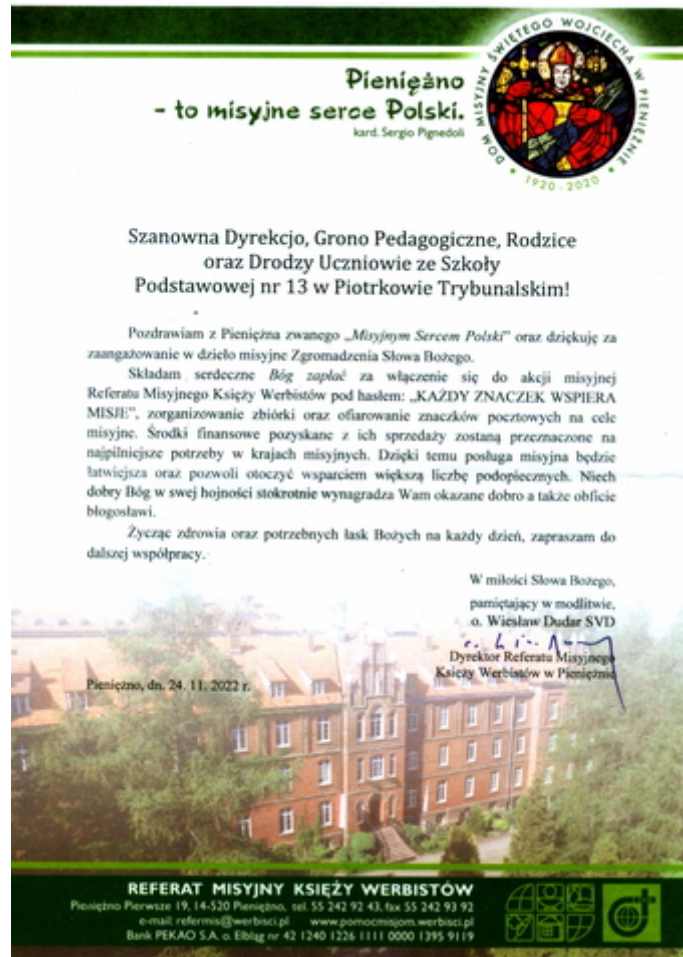 Pieniężno
- to misyjne serce Polski.
kard. Sergio Pignedoli
DOM MISYJNY ŚWIĘTEGO WOJCIECHA W PIENIĘŻNIE
• 1920 - 2020 •
Szanowna Dyrekcjo, Grono Pedagogiczne, Rodzice
oraz Drodzy Uczniowie ze Szkoły
Podstawowej nr 13 w Piotrkowie Trybunalskim!
Pozdrawiam z Pieniężna zwanego „Misyjnym Sercem Polski” oraz dziękuję za
zaangażowanie w dzieło misyjne Zgromadzenia Słowa Bożego.
Składam serdeczne Bóg zapłać za włączenie się do akcji misyjnej
Referatu Misyjnego Księży Werbistów pod hasłem: „KAŻDY ZNACZEK WSPIERA
MISJE”, zorganizowanie zbiórki oraz ofiarowanie znaczków pocztowych na cele
misyjne. Środki finansowe pozyskane z ich sprzedaży zostaną przeznaczone na
najpilniejsze potrzeby w krajach misyjnych. Dzięki temu posługa misyjna będzie
łatwiejsza oraz pozwoli otoczyć wsparciem większą liczbę podopiecznych. Niech
dobry Bóg w swej hojności stokrotnie wynagradza Wam okazane dobro a także obficie
błogosławi.
Życząc zdrowia oraz potrzebnych łask Bożych na każdy dzień, zapraszam do
dalszej współpracy.
W miłości Słowa Bożego,
pamiętający w modlitwie,
o. Wiesław Dudar SVD
Dyrektor Referatu Misyjnego
Księży Werbistów w Pieniężnie
Pieniężno, dn. 24. 11. 2022 r.
REFERAT MISYJNY KSIĘŻY WERBISTÓW
Pieniężno Pierwsze 19, 14-520 Pieniężno, tel. 55 242 92 43, fax 55 242 93 92
e-mail: refermis@werbisci.pl www.pomocmisjom.werbisci.pl
Bank PEKAO S.A. o. Elbląg nr 42 1240 1226 1111 0000 1395 9119